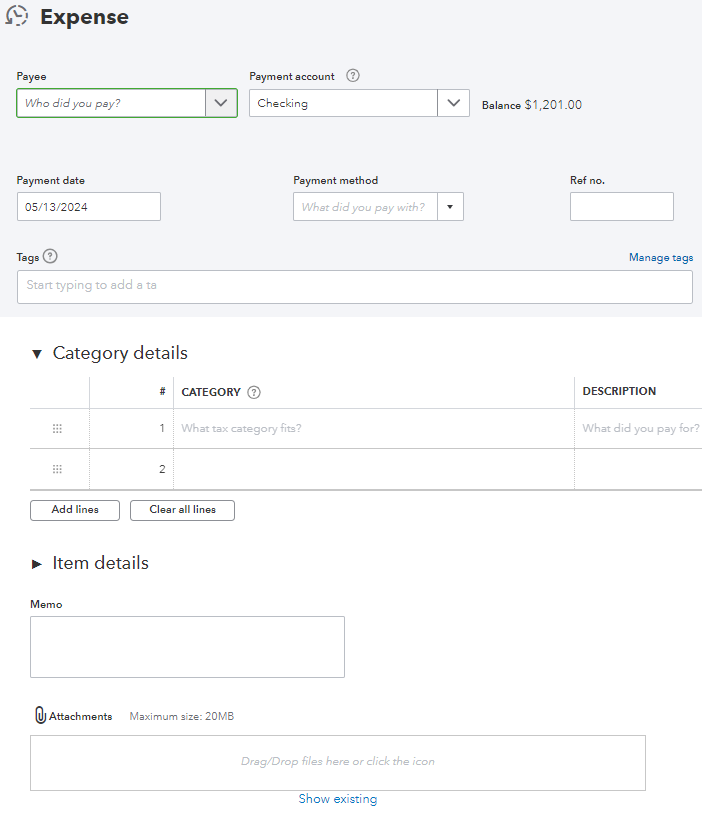 Expense
Payee
Payment account ?
Who did you pay?
Checking
Balance $1,201.00
Payment date
Payment method
Ref no.
05/13/2024
What did you pay with?
Tags ?
Manage tags
Start typing to add a ta
Category details
# CATEGORY ? DESCRIPTION
1 What tax category fits? What did you pay for?
2
Add lines Clear all lines
Item details
Memo
Attachments Maximum size: 20MB
Drag/Drop files here or click the icon
Show existing